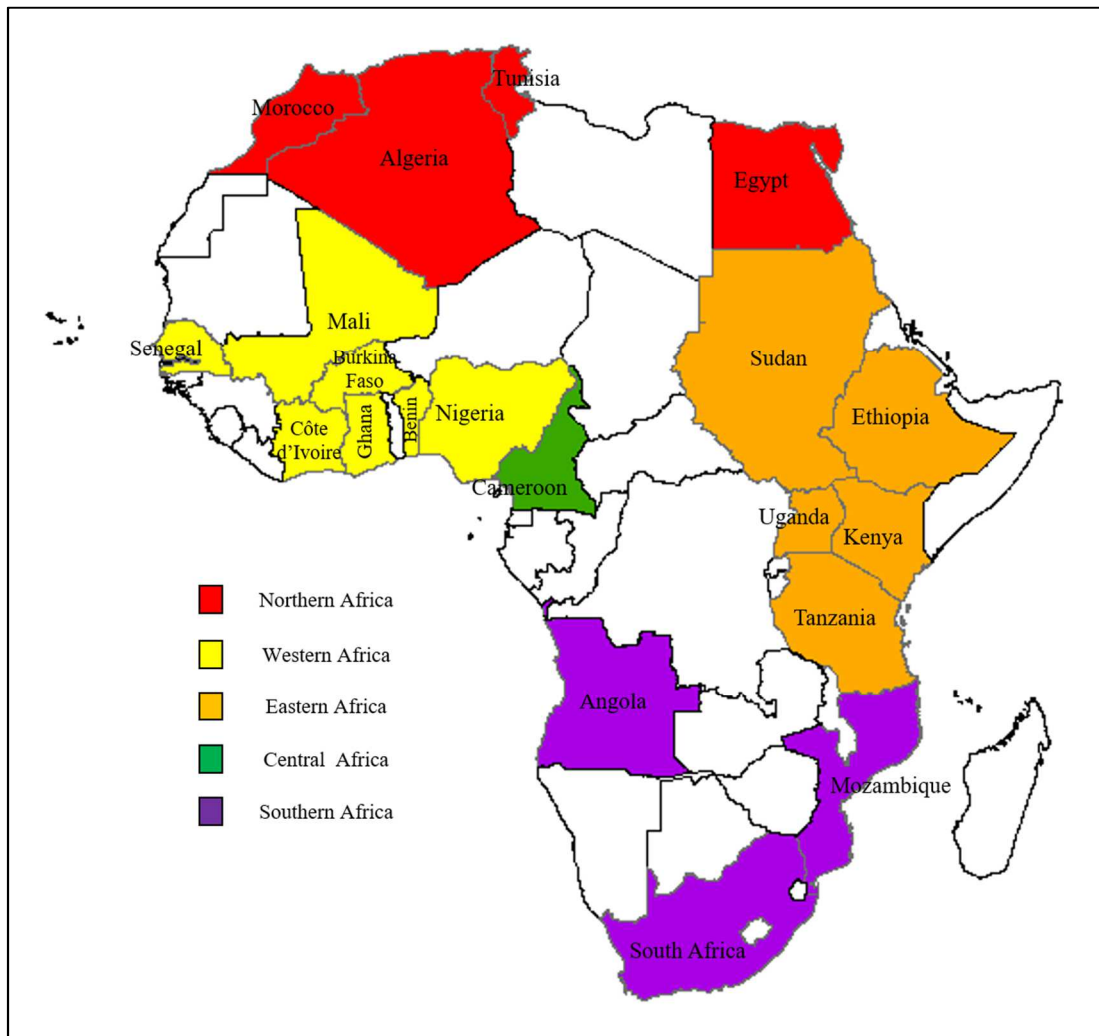 Tunisia
Morocco
Algeria
Egypt
Mali
Senegal
Burkina
Faso
Sudan
Nigeria
Benin
Ghana
Côte
d’Ivoire
Ethiopia
Cameroon
Uganda
Kenya
Tanzania
Northern Africa
Western Africa
Eastern Africa
Central Africa
Southern Africa
Angola
Mozambique
South Africa